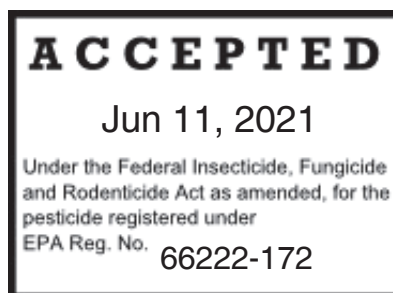 ACCEPTED
Jun 11, 2021
Under the Federal Insecticide, Fungicide
and Rodenticide Act as amended, for the
pesticide registered under
EPA Reg. No. 66222-172